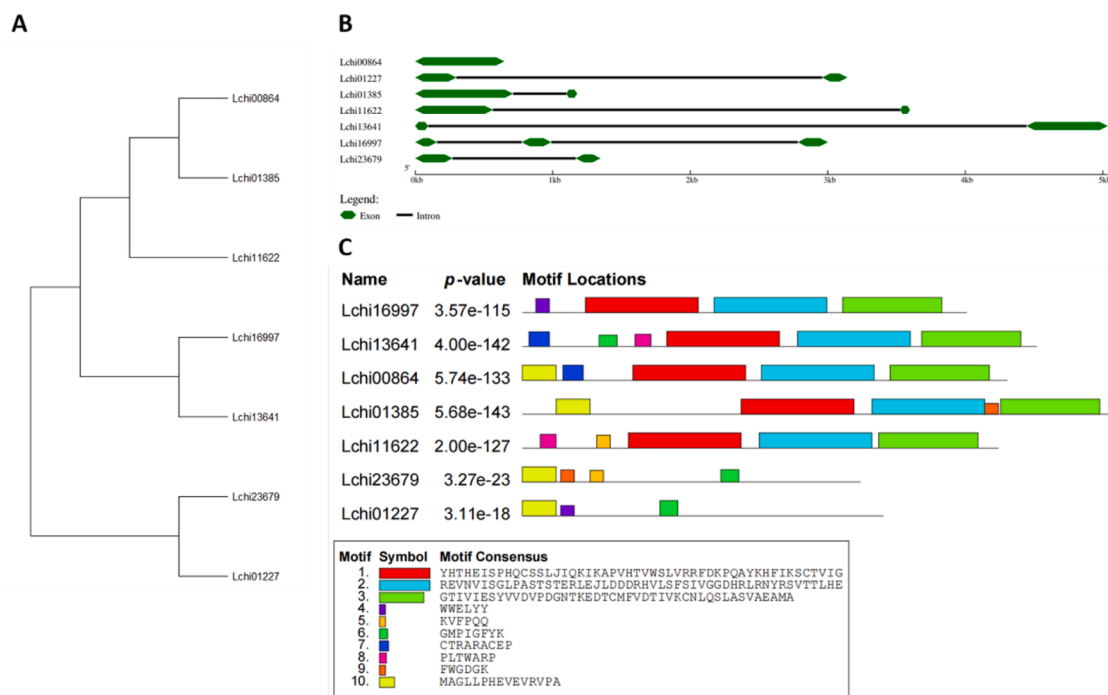 A
Lchi00864
Lchi01385
Lchi11622
Lchi16997
Lchi13641
Lchi23679
Lchi01227
B
Lchi00864
Lchi01227
Lchi01385
Lchi11622
Lchi13641
Lchi16997
Lchi23679
5'
0kb 1kb 2kb 3kb 4kb 5k
Legend:
Exon Intron
C
Name p-value Motif Locations
Lchi16997 3.57e-115
Lchi13641 4.00e-142
Lchi00864 5.74e-133
Lchi01385 5.68e-143
Lchi11622 2.00e-127
Lchi23679 3.27e-23
Lchi01227 3.11e-18
Motif Symbol Motif Consensus
1. YHTHEISPHQCSSLJIQKIKAPVHTVWSLVRRFDKPQAYKHFIKSCTVIG
2. REVNVISGLPASTSTERLEJLDDDRHVLSFSIVGGDHRLRNYRSVTTLHE
3. GTIVIESYVVDVPDGNTKEDTCMFVDTIVKCNLQSLASVAEAMA
4. WWELYY
5. KVFPQQ
6. GMPIGFYK
7. CTRARACEP
8. PLTWARP
9. FWGDGK
10. MAGLLPHEVEVRVPA